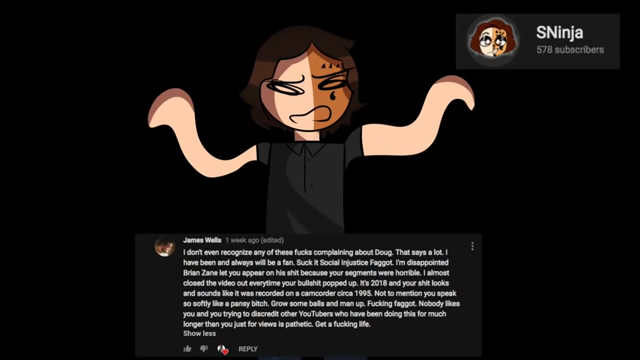 SNinja
578 subscribers
James Wells 1 week ago (edited)
I don't even recognize any of these fucks complaining about Doug. That says a lot. I
have been and always will be a fan. Suck it Social Injustice Faggot. I'm disappointed
Brian Zane let you appear on his shit because your segments were horrible. I almost
closed the video out everytime your bullshit popped up. It's 2018 and your shit looks
and sounds like it was recorded on a camcorder circa 1995. Not to mention you speak
so softly like a pansy bitch. Grow some balls and man up. Fucking faggot. Nobody likes
you and you trying to discredit other YouTubers who have been doing this for much
longer than you just for views is pathetic. Get a fucking life.
Show less
REPLY